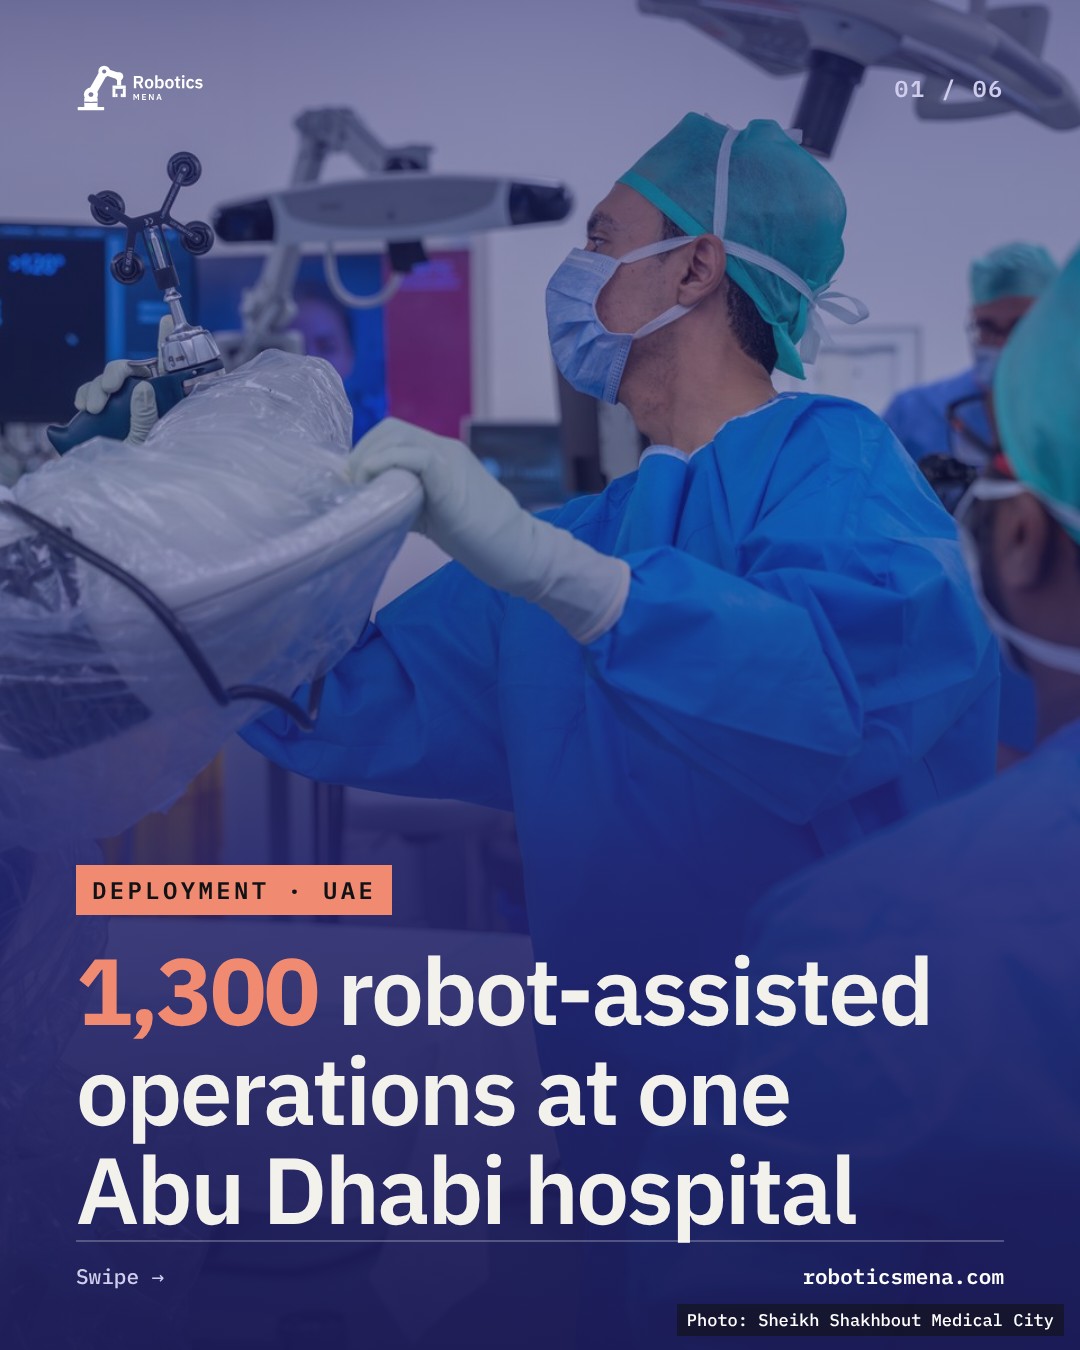 Robotics
MENA
01 / 06
DEPLOYMENT · UAE
1,300 robot-assisted
operations at one
Abu Dhabi hospital
Swipe →
roboticsmena.com
Photo: Sheikh Shakhbout Medical City